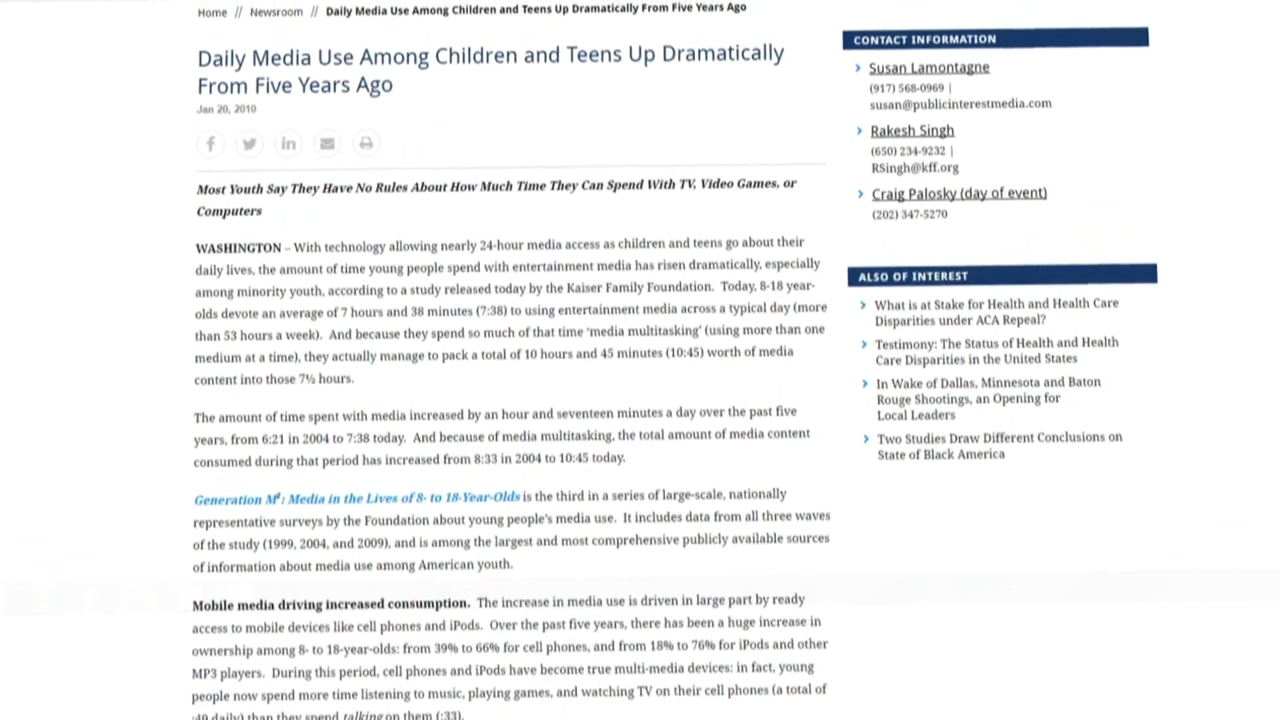 Home // Newsroom // Daily Media Use Among Children and Teens Up Dramatically From Five Years Ago
Daily Media Use Among Children and Teens Up Dramatically
From Five Years Ago
Jan 20, 2010
Most Youth Say They Have No Rules About How Much Time They Can Spend With TV, Video Games, or
Computers
WASHINGTON – With technology allowing nearly 24-hour media access as children and teens go about their
daily lives, the amount of time young people spend with entertainment media has risen dramatically, especially
among minority youth, according to a study released today by the Kaiser Family Foundation. Today, 8-18 year-
olds devote an average of 7 hours and 38 minutes (7:38) to using entertainment media across a typical day (more
than 53 hours a week). And because they spend so much of that time 'media multitasking' (using more than one
medium at a time), they actually manage to pack a total of 10 hours and 45 minutes (10:45) worth of media
content into those 7½ hours.
The amount of time spent with media increased by an hour and seventeen minutes a day over the past five
years, from 6:21 in 2004 to 7:38 today. And because of media multitasking, the total amount of media content
consumed during that period has increased from 8:33 in 2004 to 10:45 today.
Generation M²: Media in the Lives of 8- to 18-Year-Olds is the third in a series of large-scale, nationally
representative surveys by the Foundation about young people's media use. It includes data from all three waves
of the study (1999, 2004, and 2009), and is among the largest and most comprehensive publicly available sources
of information about media use among American youth.
Mobile media driving increased consumption. The increase in media use is driven in large part by ready
access to mobile devices like cell phones and iPods. Over the past five years, there has been a huge increase in
ownership among 8- to 18-year-olds: from 39% to 66% for cell phones, and from 18% to 76% for iPods and other
MP3 players. During this period, cell phones and iPods have become true multi-media devices: in fact, young
people now spend more time listening to music, playing games, and watching TV on their cell phones (a total of
:49 daily) than they spend talking on them (:33).
CONTACT INFORMATION
Susan Lamontagne
(917) 568-0969 |
susan@publicinterestmedia.com
Rakesh Singh
(650) 234-9232 |
RSingh@kff.org
Craig Palosky (day of event)
(202) 347-5270
ALSO OF INTEREST
What is at Stake for Health and Health Care
Disparities under ACA Repeal?
Testimony: The Status of Health and Health
Care Disparities in the United States
In Wake of Dallas, Minnesota and Baton
Rouge Shootings, an Opening for
Local Leaders
Two Studies Draw Different Conclusions on
State of Black America